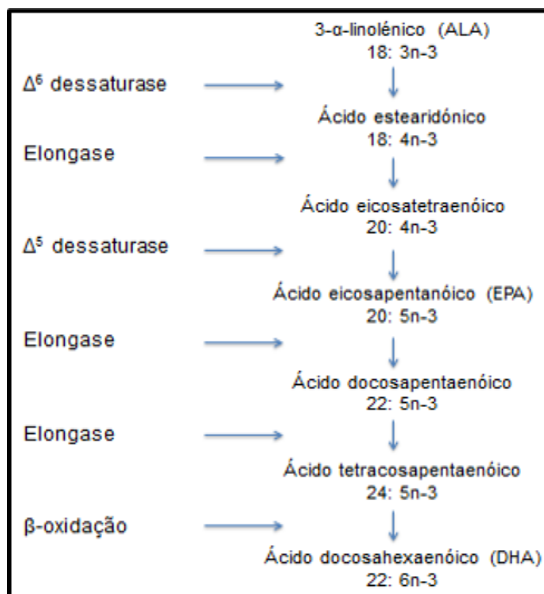 3-α-linolénico (ALA)
18: 3n-3
Δ⁶ dessaturase
Ácido estearidónico
18: 4n-3
Elongase
Ácido eicosatetraenóico
20: 4n-3
Δ⁵ dessaturase
Ácido eicosapentanóico (EPA)
20: 5n-3
Elongase
Ácido docosapentaenóico
22: 5n-3
Elongase
Ácido tetracosapentaenóico
24: 5n-3
β-oxidação
Ácido docosahexaenóico (DHA)
22: 6n-3